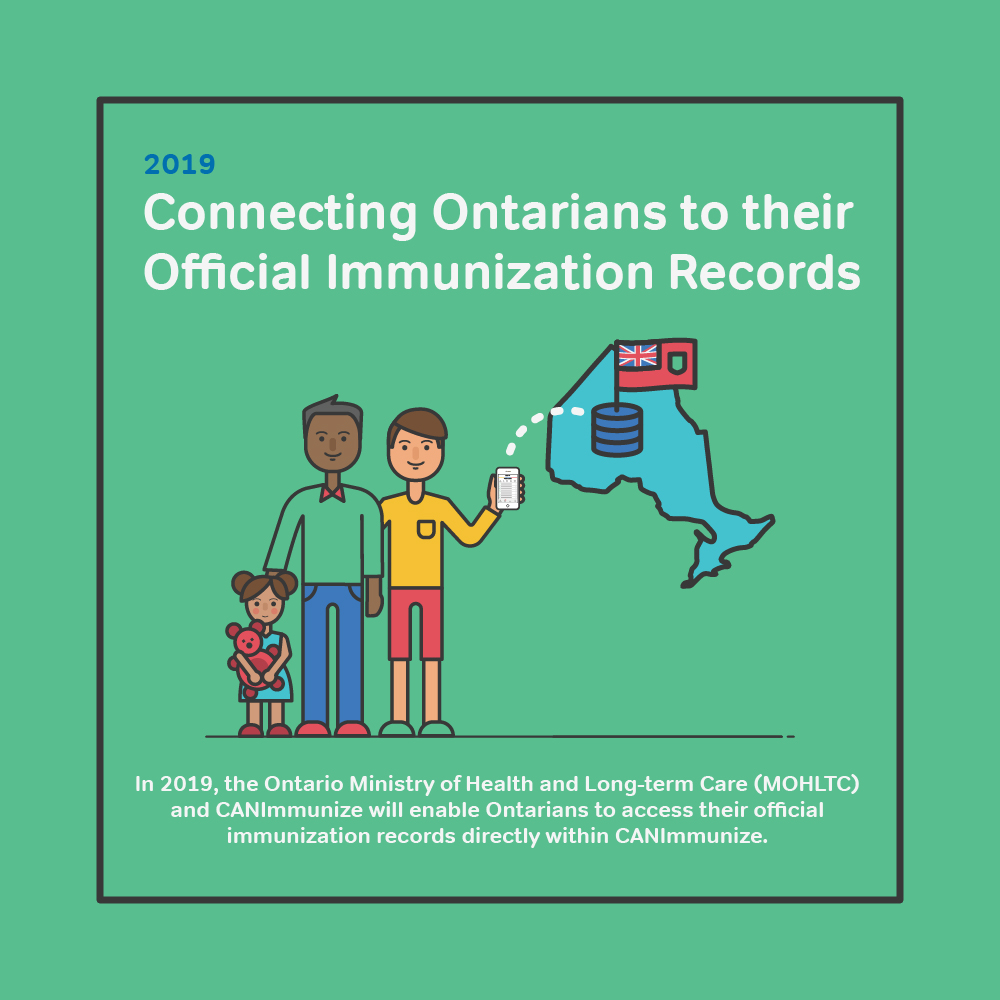 2019
Connecting Ontarians to their
Official Immunization Records
In 2019, the Ontario Ministry of Health and Long-term Care (MOHLTC)
and CANImmunize will enable Ontarians to access their official
immunization records directly within CANImmunize.